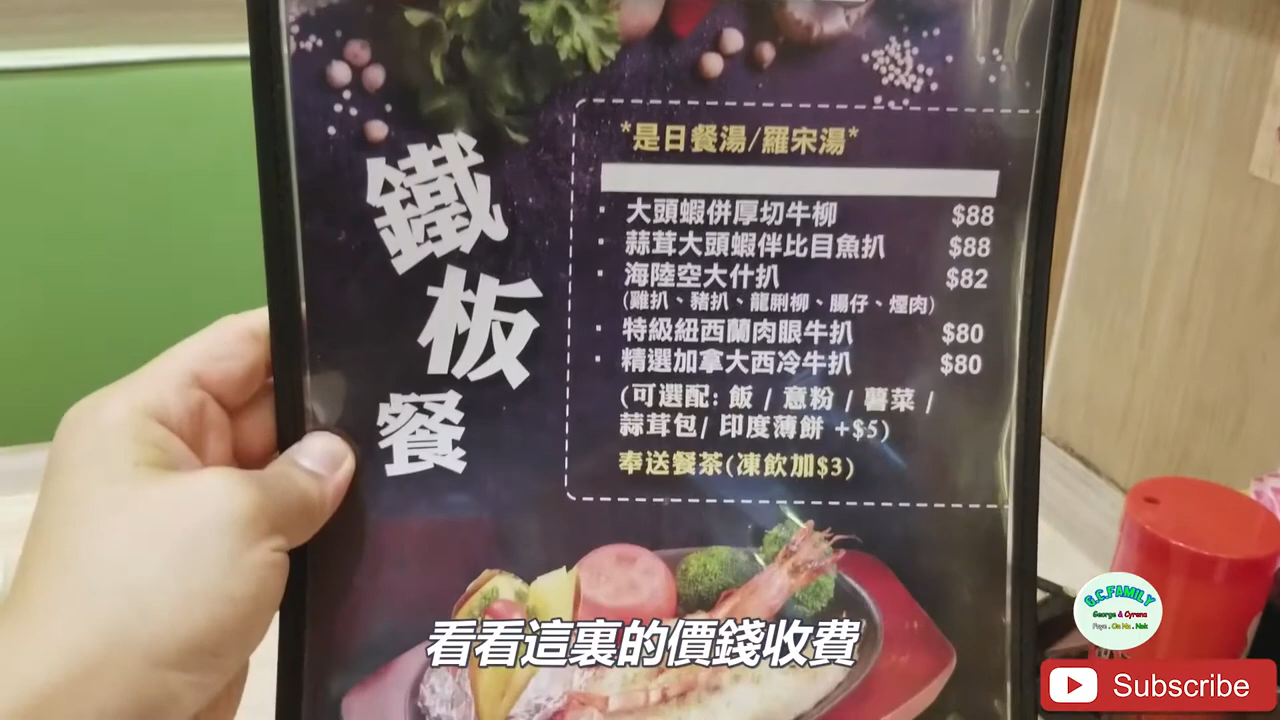 鐵板餐
*是日餐湯/羅宋湯*
· 大頭蝦併厚切牛柳 $88
· 蒜茸大頭蝦伴比目魚扒 $88
· 海陸空大什扒 $82
(雞扒、豬扒、龍脷柳、腸仔、煙肉)
· 特級紐西蘭肉眼牛扒 $80
· 精選加拿大西冷牛扒 $80
(可選配: 飯 / 意粉 / 薯菜 /
蒜茸包/ 印度薄餅 +$5)
奉送餐茶(凍飲加$3)
看看這裏的價錢收費
G.C.FAMILY
George & Cyrena
Subscribe